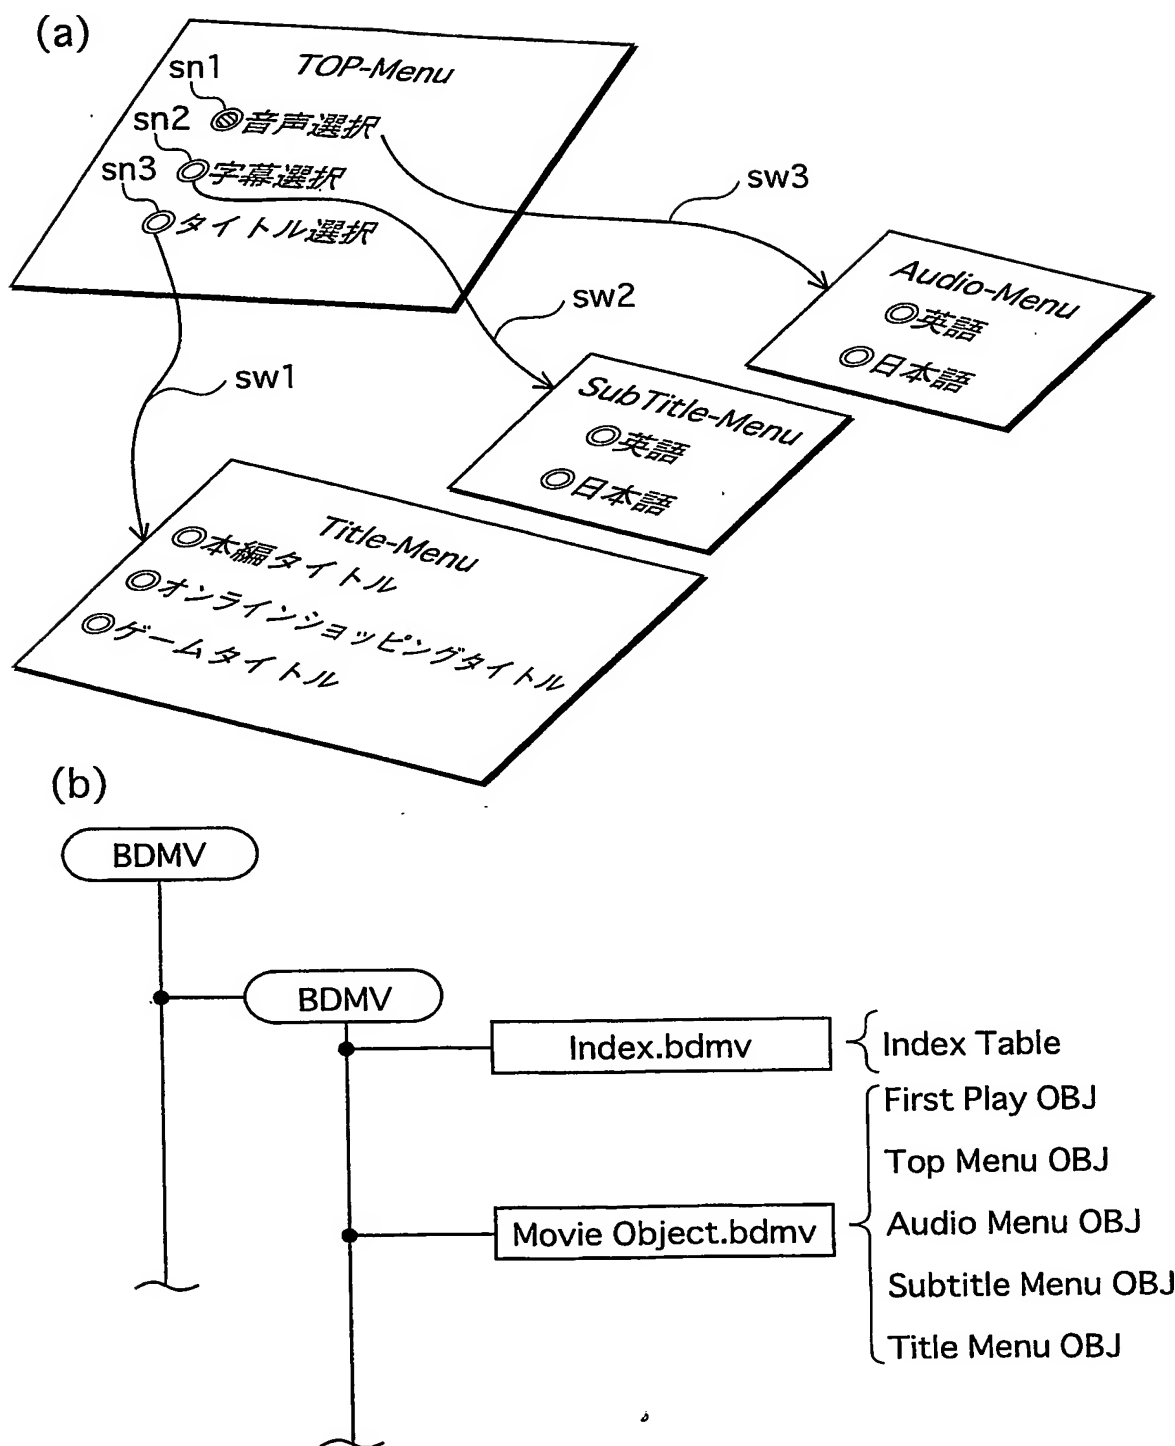 (a)
TOP-Menu
sn1
◎音声選択
sn2
◎字幕選択
sn3
◎タイトル選択
sw3
Audio-Menu
◎英語
◎日本語
sw2
SubTitle-Menu
◎英語
◎日本語
sw1
Title-Menu
◎本編タイトル
◎オンラインショッピングタイトル
◎ゲームタイトル
(b)
BDMV
BDMV
Index.bdmv
Index Table
Movie Object.bdmv
First Play OBJ
Top Menu OBJ
Audio Menu OBJ
Subtitle Menu OBJ
Title Menu OBJ